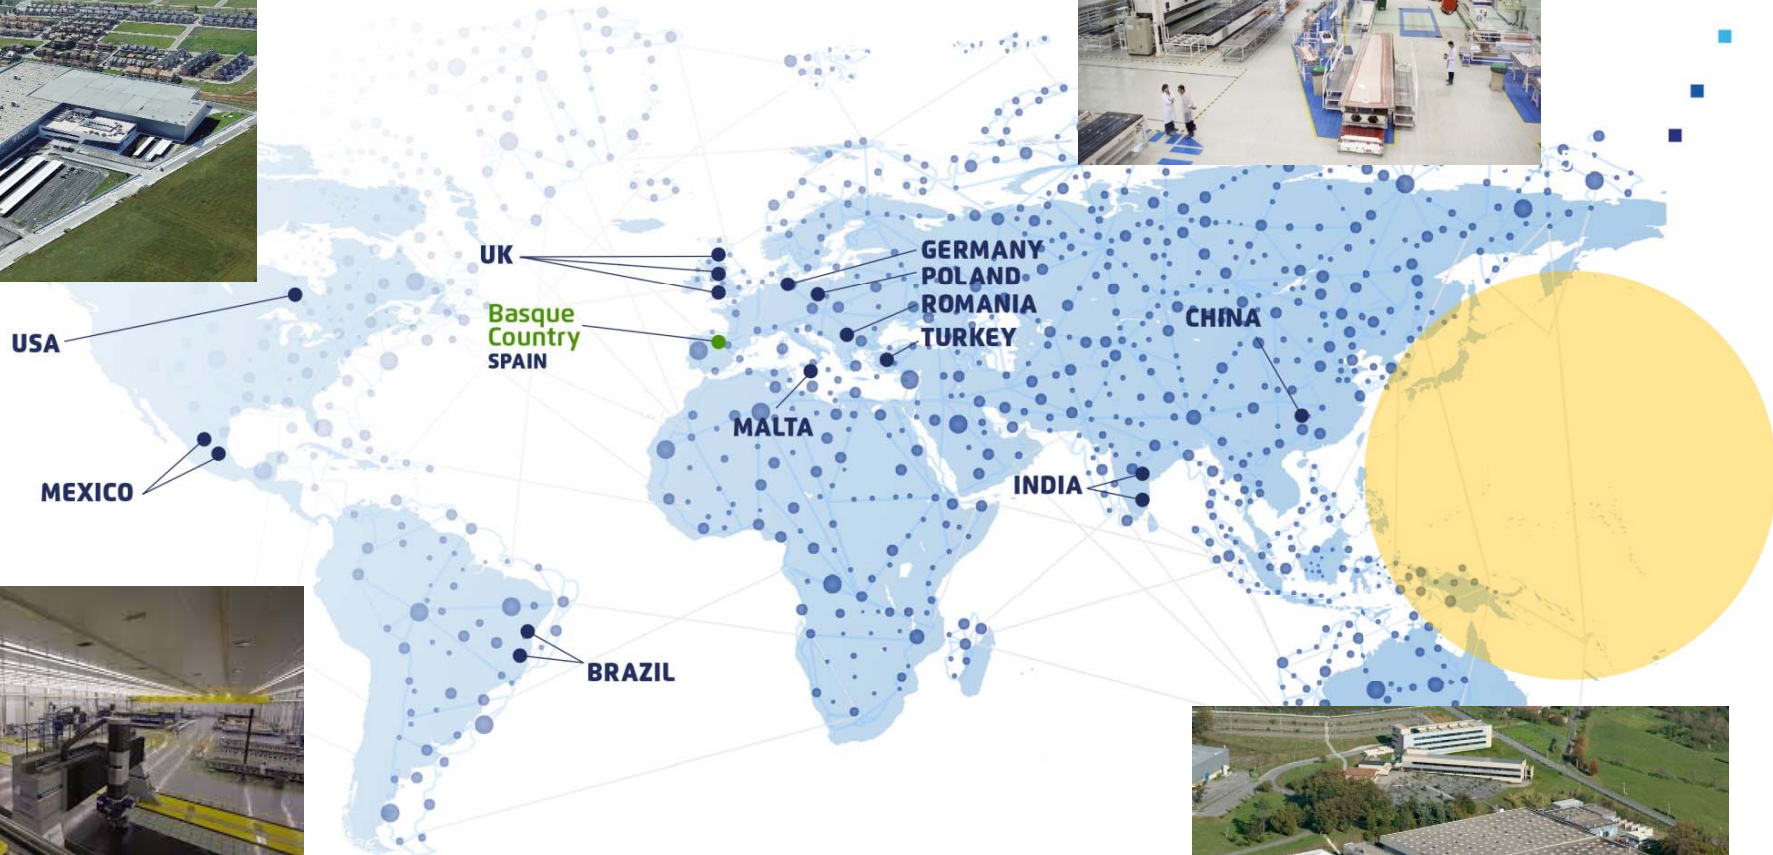 UK
GERMANY
POLAND
ROMANIA
TURKEY
Basque
Country
SPAIN
USA
CHINA
MALTA
MEXICO
INDIA
BRAZIL